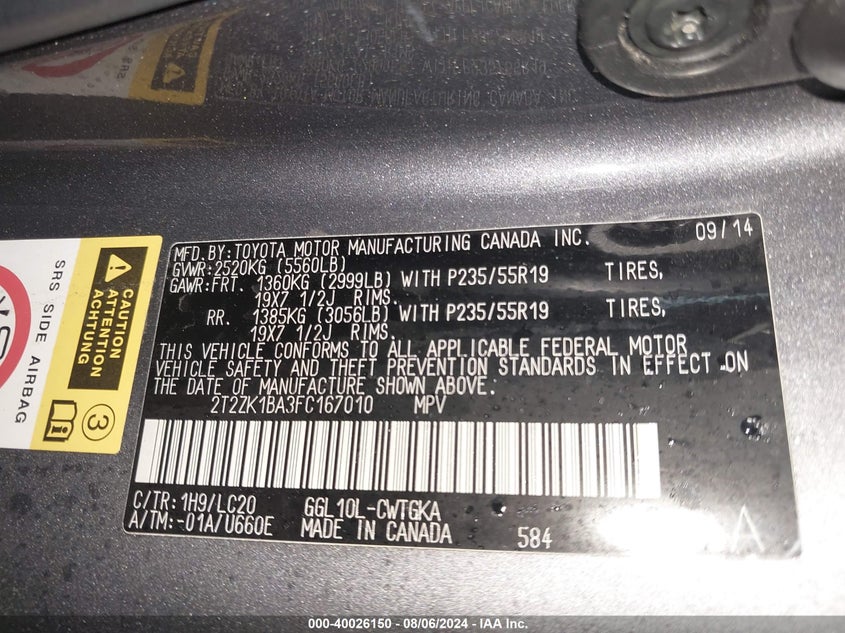 MFD.BY:TOYOTA MOTOR MANUFACTURING CANADA INC. 09/14
GVWR:2520KG (5560LB)
GAWR:FRT. 1360KG (2999LB) WITH P235/55R19 TIRES,
19X7 1/2J RIMS.
RR. 1385KG (3056LB) WITH P235/55R19 TIRES,
19X7 1/2J RIMS.
THIS VEHICLE CONFORMS TO ALL APPLICABLE FEDERAL MOTOR
VEHICLE SAFETY AND THEFT PREVENTION STANDARDS IN EFFECT ON
THE DATE OF MANUFACTURE SHOWN ABOVE.
2T2ZK1BA3FC167010 MPV
C/TR:1H9/LC20 GGL10L-CWTGKA
A/TM:-01A/U660E MADE IN CANADA 584 A
SRS SIDE AIRBAG
CAUTION
ATTENTION
ACHTUNG
3
000-40026150 - 08/06/2024 - IAA Inc.